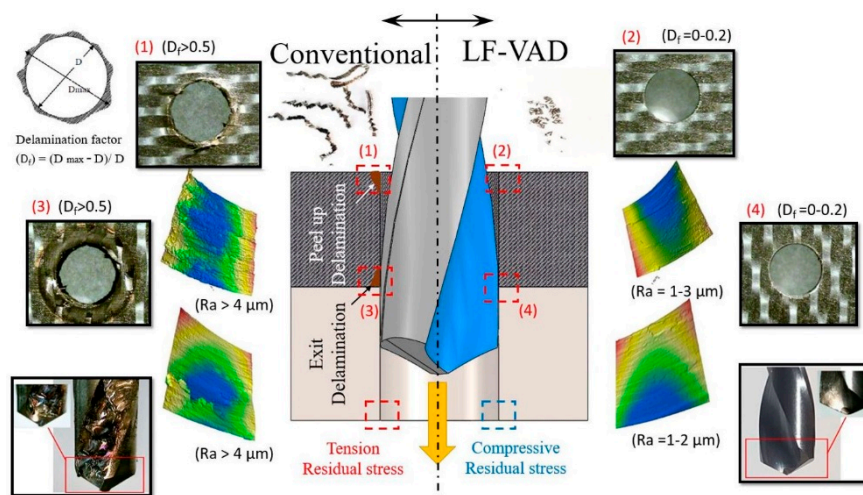 Conventional
LF-VAD
(1) (Df>0.5)
(2) (Df=0-0.2)
D
Dmax
Delamination factor
(Df) = (D max - D)/ D
(1)
(2)
Peel up
Delamination
(3) (Df>0.5)
(4) (Df=0-0.2)
(Ra > 4 μm)
(Ra = 1-3 μm)
(3)
(4)
Exit
Delamination
(Ra > 4 μm)
(Ra =1-2 μm)
Tension
Residual stress
Compressive
Residual stress